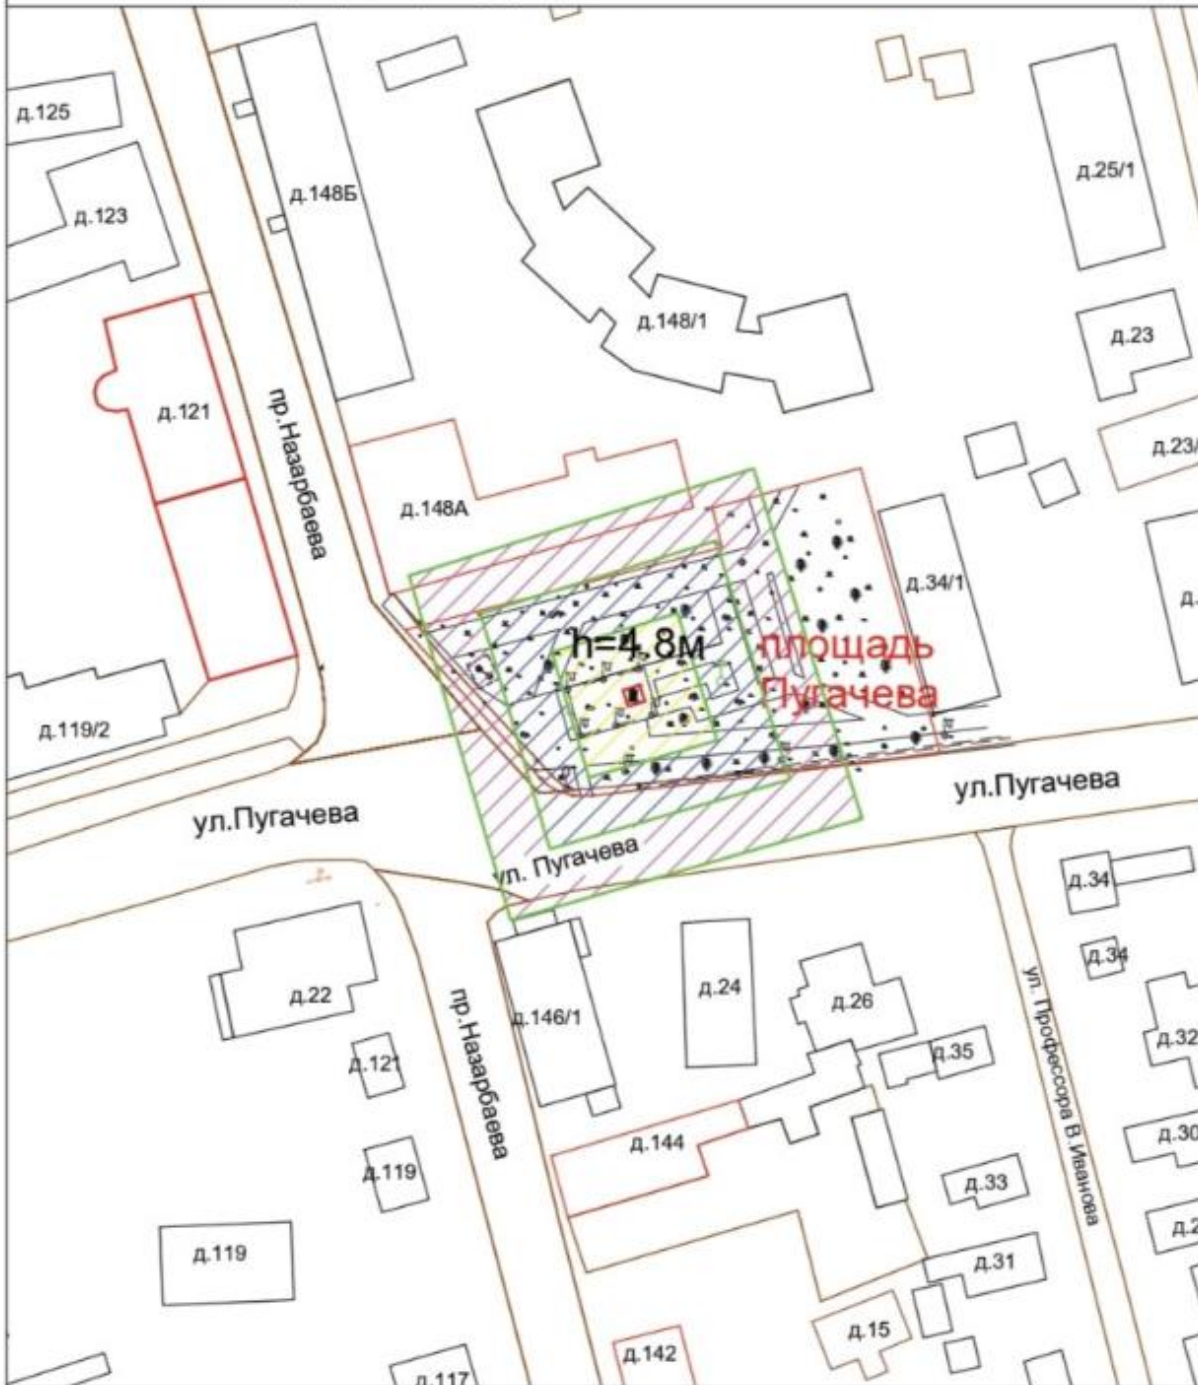 д.125
д.148Б
д.25/1
д.123
д.148/1
д.23
д.121
пр.Назарбаева
д.23/
д.148А
д.34/1
д.
h=4.8м
площадь
Пугачева
д.119/2
ул.Пугачева
ул.Пугачева
ул. Пугачева
д.34
д.34
д.22
пр.Назарбаева
д.146/1
д.24
д.26
ул. Профессора В.Иванова
д.32
д.121
д.35
д.144
д.30
д.119
д.33
д.2
д.119
д.31
д.15
д.142
д.117